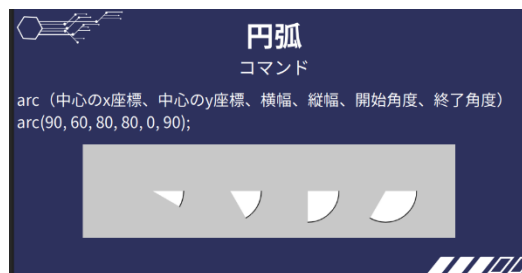 円弧
コマンド
arc（中心のx座標、中心のy座標、横幅、縦幅、開始角度、終了角度）
arc(90, 60, 80, 80, 0, 90);